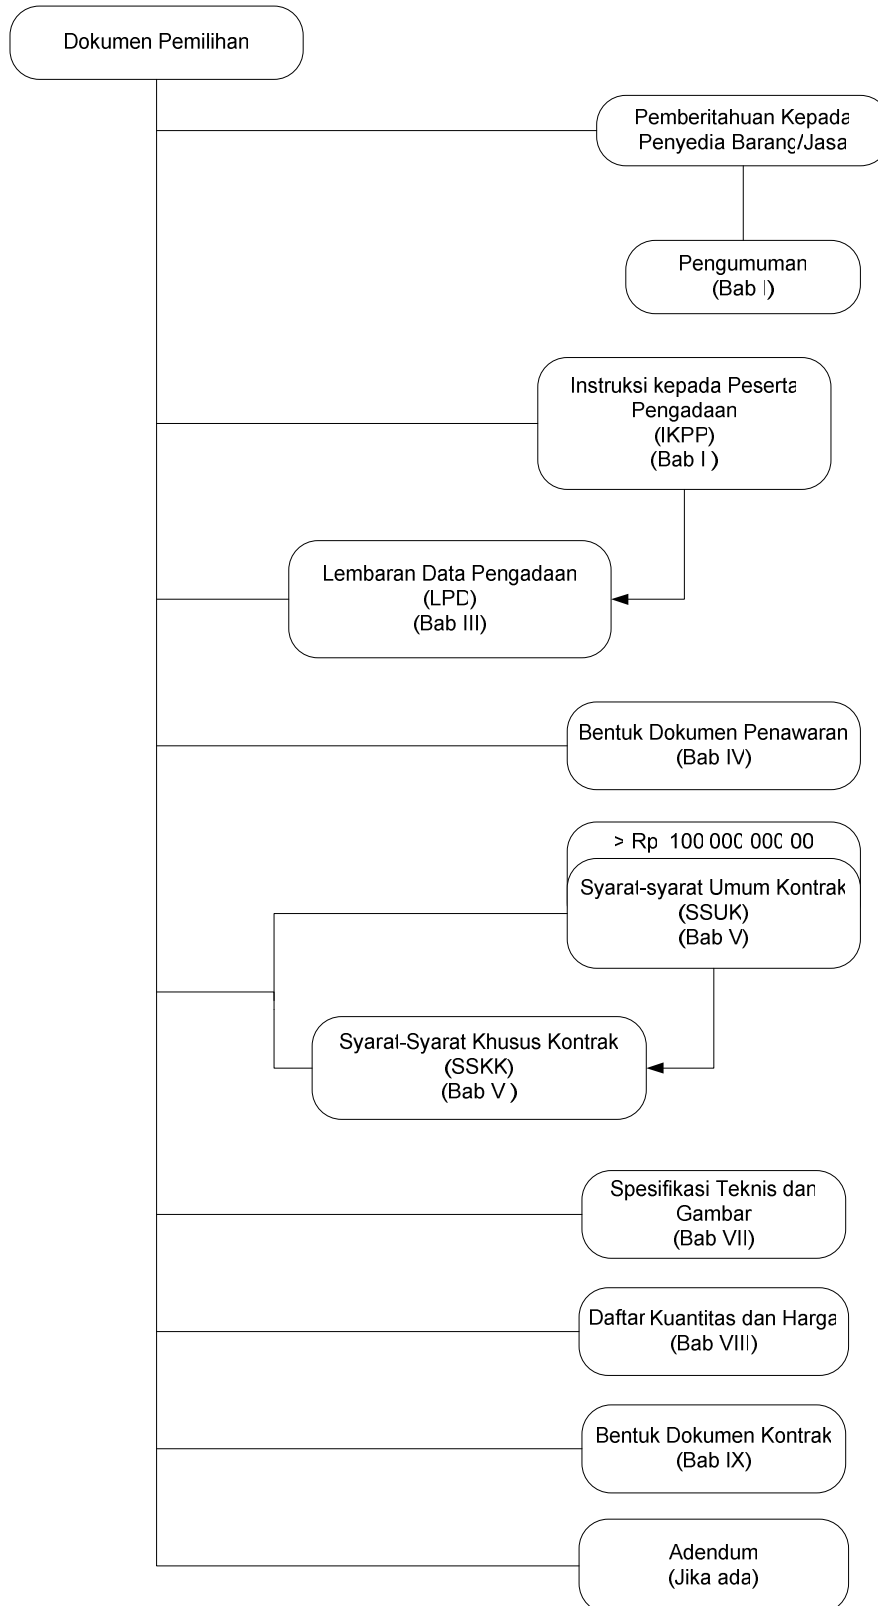 Dokumen Pemilihan
Pemberitahuan Kepada
Penyedia Barang/Jasa
Pengumuman
(Bab I)
Instruksi kepada Peserta
Pengadaan
(IKPP)
(Bab I )
Lembaran Data Pengadaan
(LPD)
(Bab III)
Bentuk Dokumen Penawaran
(Bab IV)
> Rp 100 000 000 00
Syarat-syarat Umum Kontrak
(SSUK)
(Bab V)
Syarat-Syarat Khusus Kontrak
(SSKK)
(Bab V )
Spesifikasi Teknis dan
Gambar
(Bab VII)
Daftar Kuantitas dan Harga
(Bab VIII)
Bentuk Dokumen Kontrak
(Bab IX)
Adendum
(Jika ada)